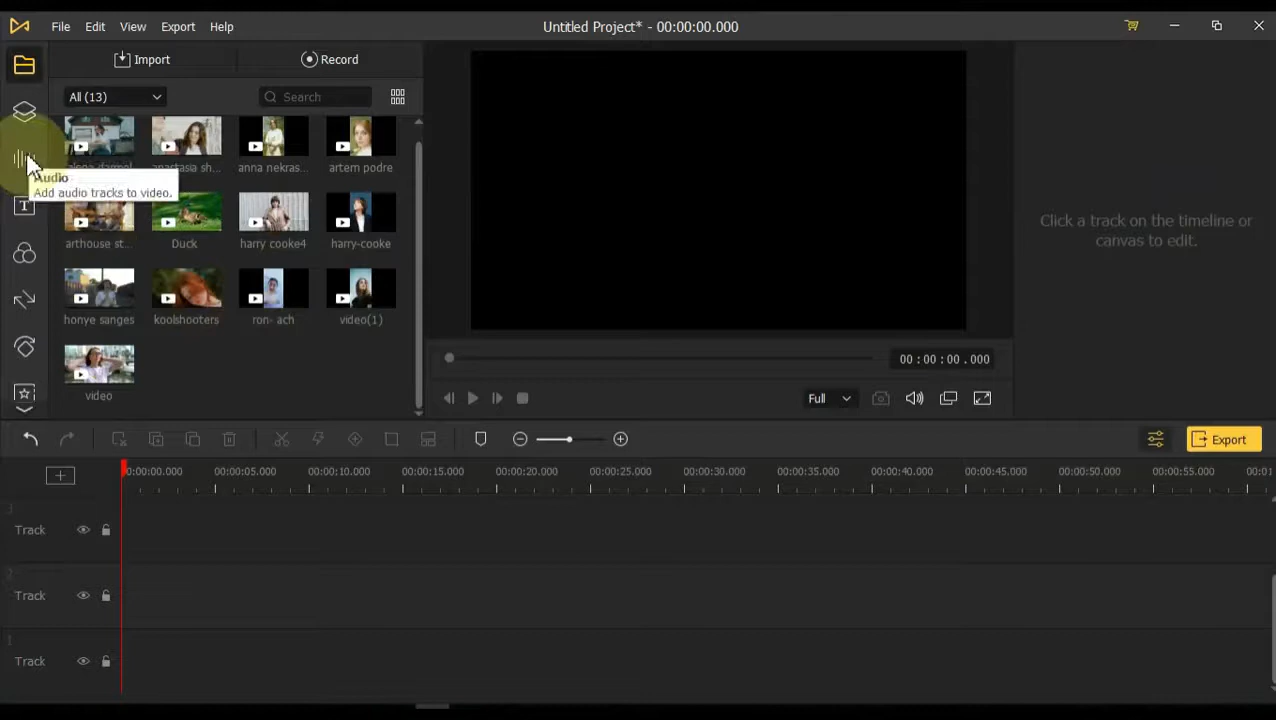 File Edit View Export Help
Untitled Project* - 00:00:00.000
Import
Record
All (13)
Search
anastasia sh...
anna nekras...
artem podre
Audio
Add audio tracks to video.
arthouse st...
Duck
harry cooke4
harry-cooke
honye sanges
koolshooters
ron- ach
video(1)
video
Click a track on the timeline or
canvas to edit.
00:00:00.000
Full
Export
0:00:00.000 00:00:05.000 00:00:10.000 00:00:15.000 00:00:20.000 00:00:25.000 00:00:30.000 00:00:35.000 00:00:40.000 00:00:45.000 00:00:50.000 00:00:55.000 00:01
3
Track
2
Track
1
Track